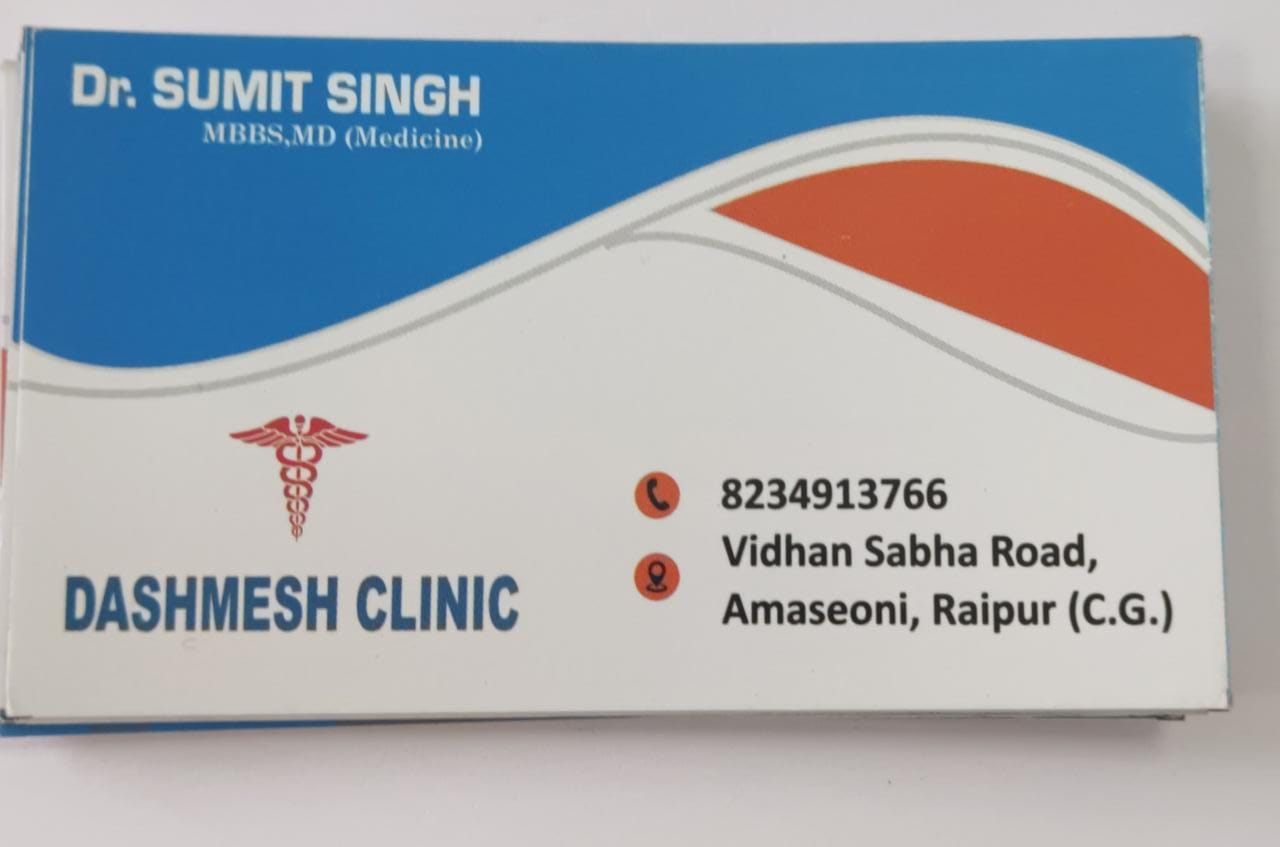 Dr. SUMIT SINGH
MBBS,MD (Medicine)
DASHMESH CLINIC
8234913766
Vidhan Sabha Road,
Amaseoni, Raipur (C.G.)